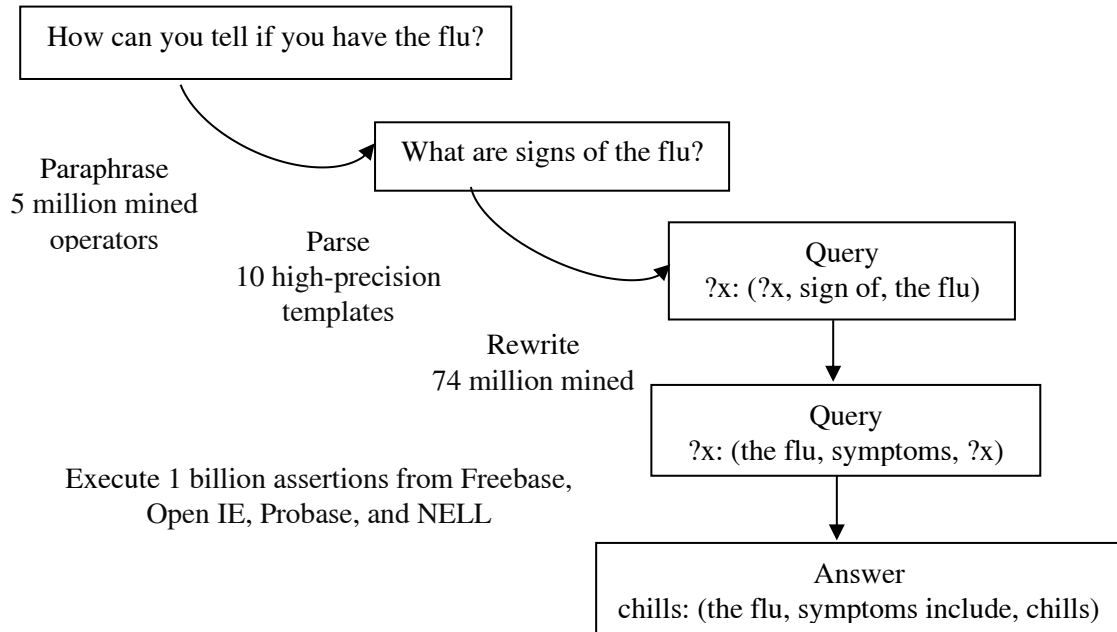 How can you tell if you have the flu?
What are signs of the flu?
Paraphrase
5 million mined
operators
Parse
10 high-precision
templates
Query
?x: (?x, sign of, the flu)
Rewrite
74 million mined
Query
?x: (the flu, symptoms, ?x)
Execute 1 billion assertions from Freebase,
Open IE, Probase, and NELL
Answer
chills: (the flu, symptoms include, chills)